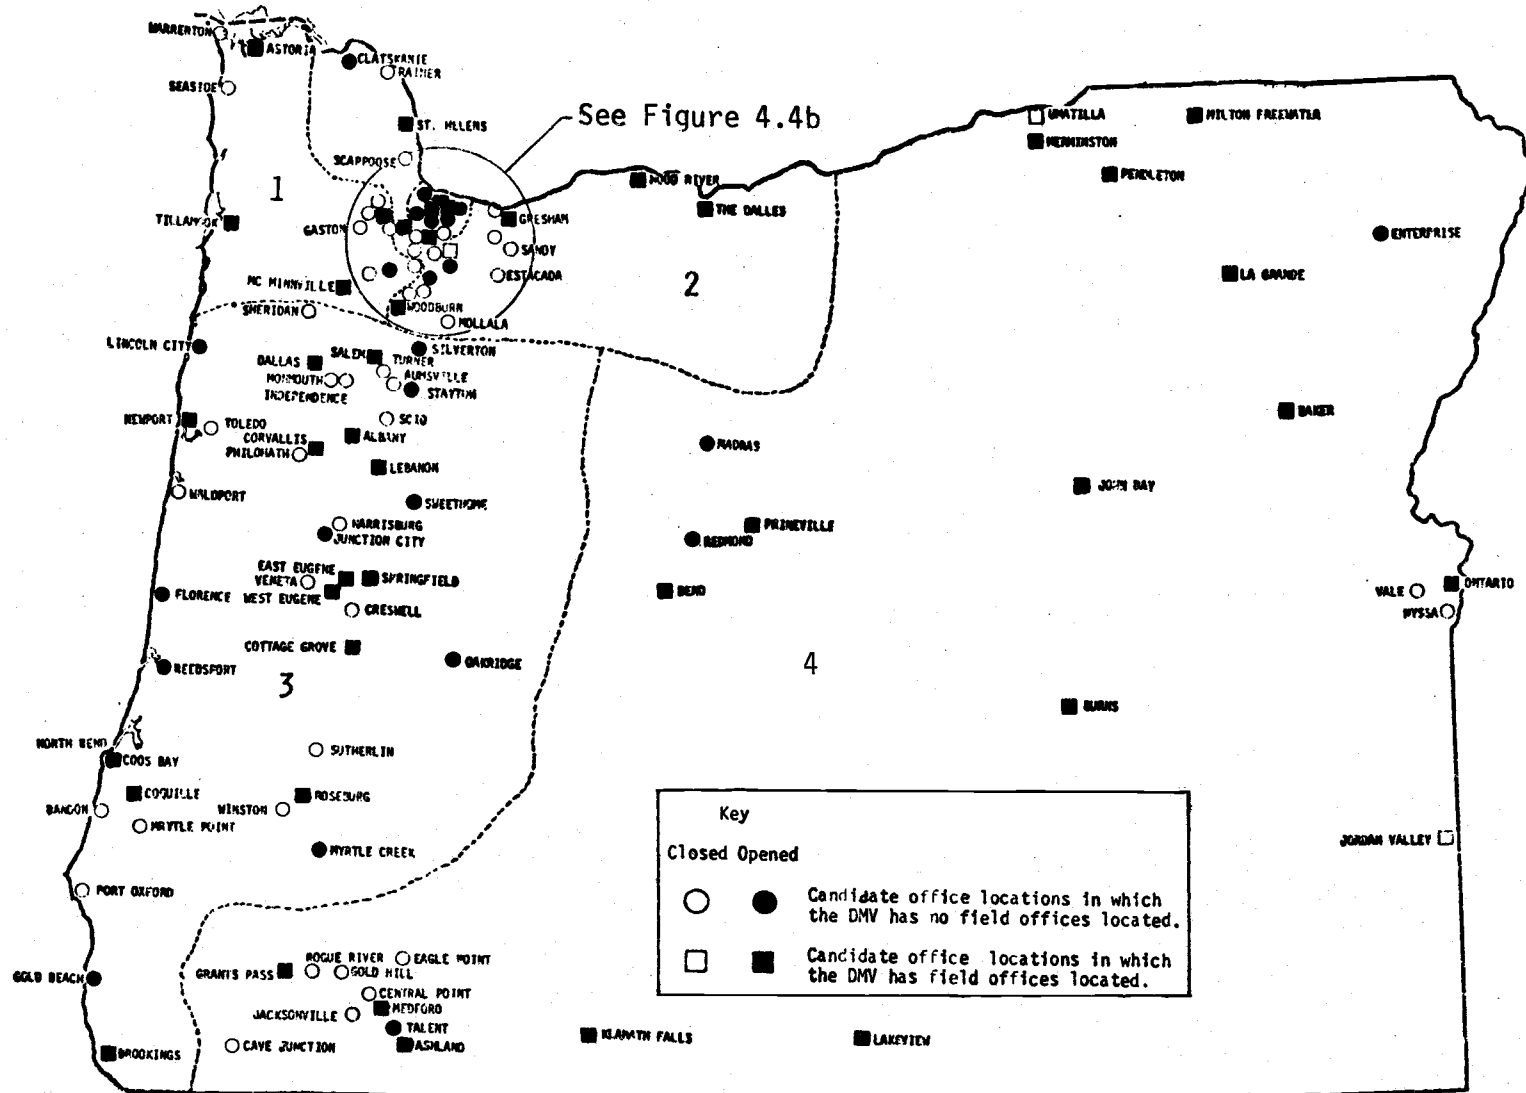 WARRERTON
ASTORIA
CLATSKANIE
RAINER
SEASIDE
See Figure 4.4b
UMATILLA
MILTON FREEWATER
ST. HELENS
HERMINSTON
SCAPPOOSE
PENDLETON
HOOD RIVER
1
THE DALLES
TILLAMOOK
GRESHAM
GASTON
ENTERPRISE
SANDY
ESTACADA
LA GRANDE
2
MC MINNVILLE
WOODBURN
SHERIDAN
MOLLALA
LINCOLN CITY
SILVERTON
SALEM
DALLAS
TURNER
AUMSVILLE
MONMOUTH
INDEPENDENCE
STAYTON
BAKER
NEWPORT
TOLEDO
SCIO
CORVALLIS
ALBANY
PHILOMATH
MADRAS
LEBANON
WALDPORT
JOHN DAY
SWEETHOME
HARRISBURG
PRINEVILLE
JUNCTION CITY
REDMOND
EAST EUGENE
VENETA
SPRINGFIELD
WEST EUGENE
FLORENCE
BEND
VALE
ONTARIO
CRESWELL
NYSSA
COTTAGE GROVE
OAKRIDGE
REEDSPORT
4
3
BURNS
NORTH BEND
SUTHERLIN
COOS BAY
COQUILLE
ROSEBURG
BANDON
WINSTON
MRYTLE POINT
MYRTLE CREEK
JORDAN VALLEY
PORT OXFORD
Key
Closed Opened
Candidate office locations in which
the DMV has no field offices located.
Candidate office locations in which
the DMV has field offices located.
ROGUE RIVER
EAGLE POINT
GRANTS PASS
GOLD HILL
GOLD BEACH
CENTRAL POINT
MEDFORD
JACKSONVILLE
TALENT
CAVE JUNCTION
ASHLAND
BROOKINGS
KLAMATH FALLS
LAKEVIEW